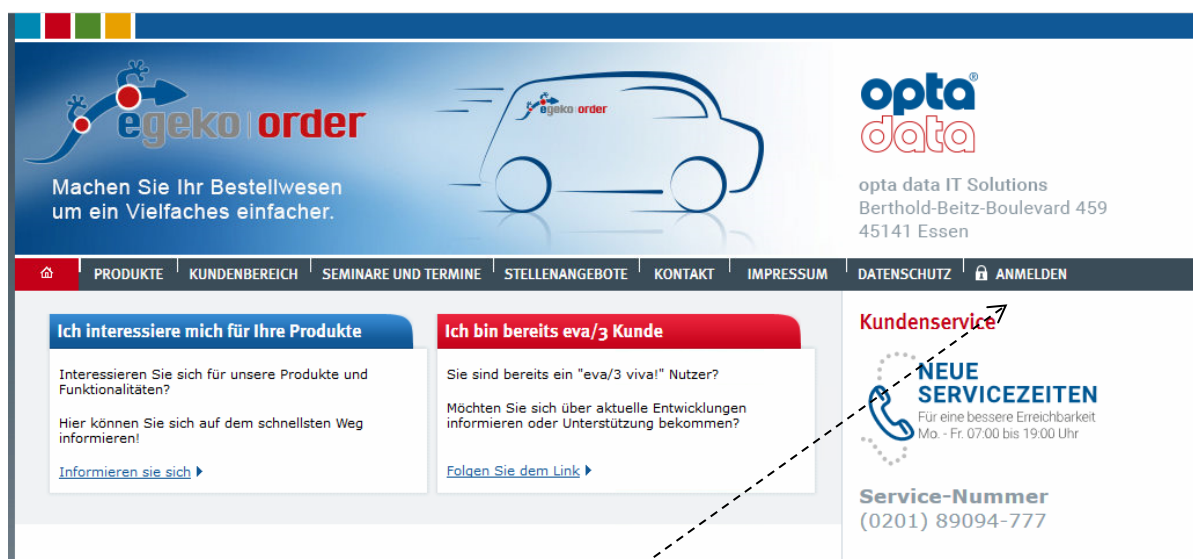 egeko order
egeko order
opta
data
Machen Sie Ihr Bestellwesen
um ein Vielfaches einfacher.
opta data IT Solutions
Berthold-Beitz-Boulevard 459
45141 Essen
PRODUKTE KUNDENBEREICH SEMINARE UND TERMINE STELLENANGEBOTE KONTAKT IMPRESSUM DATENSCHUTZ ANMELDEN
Ich interessiere mich für Ihre Produkte
Interessieren Sie sich für unsere Produkte und
Funktionalitäten?
Hier können Sie sich auf dem schnellsten Weg
informieren!
Informieren sie sich
Ich bin bereits eva/3 Kunde
Sie sind bereits ein "eva/3 viva!" Nutzer?
Möchten Sie sich über aktuelle Entwicklungen
informieren oder Unterstützung bekommen?
Folgen Sie dem Link
Kundenservice
NEUE
SERVICEZEITEN
Für eine bessere Erreichbarkeit
Mo. - Fr. 07:00 bis 19:00 Uhr
Service-Nummer
(0201) 89094-777